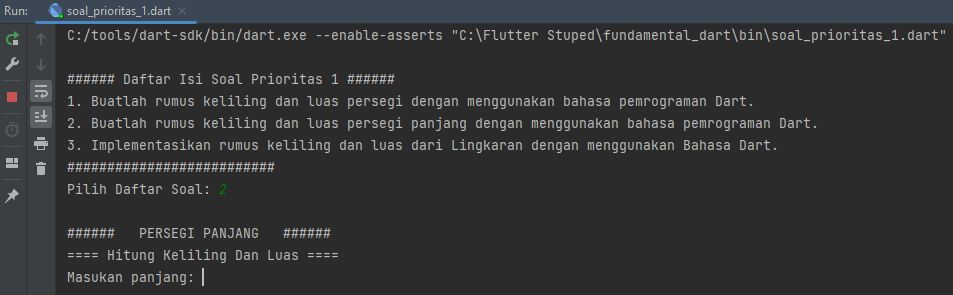 Run: soal_prioritas_1.dart
C:/tools/dart-sdk/bin/dart.exe --enable-asserts "C:\Flutter Stuped\fundamental_dart\bin\soal_prioritas_1.dart"
###### Daftar Isi Soal Prioritas 1 ######
1. Buatlah rumus keliling dan luas persegi dengan menggunakan bahasa pemrograman Dart.
2. Buatlah rumus keliling dan luas persegi panjang dengan menggunakan bahasa pemrograman Dart.
3. Implementasikan rumus keliling dan luas dari Lingkaran dengan menggunakan Bahasa Dart.
##########################
Pilih Daftar Soal: 2
######   PERSEGI PANJANG   ######
==== Hitung Keliling Dan Luas ====
Masukan panjang: